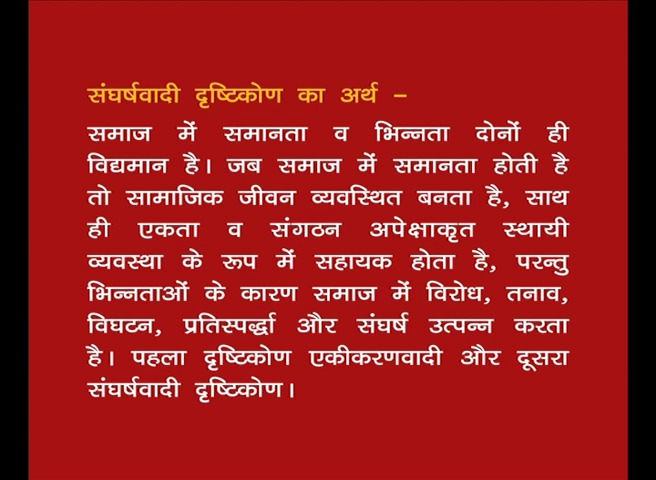 संघर्षवादी दृष्टिकोण का अर्थ –
समाज में समानता व भिन्नता दोनों ही
विद्यमान है। जब समाज में समानता होती है
तो सामाजिक जीवन व्यवस्थित बनता है, साथ
ही एकता व संगठन अपेक्षाकृत स्थायी
व्यवस्था के रूप में सहायक होता है, परन्तु
भिन्नताओं के कारण समाज में विरोध, तनाव,
विघटन, प्रतिस्पर्द्धा और संघर्ष उत्पन्न करता
है। पहला दृष्टिकोण एकीकरणवादी और दूसरा
संघर्षवादी दृष्टिकोण।